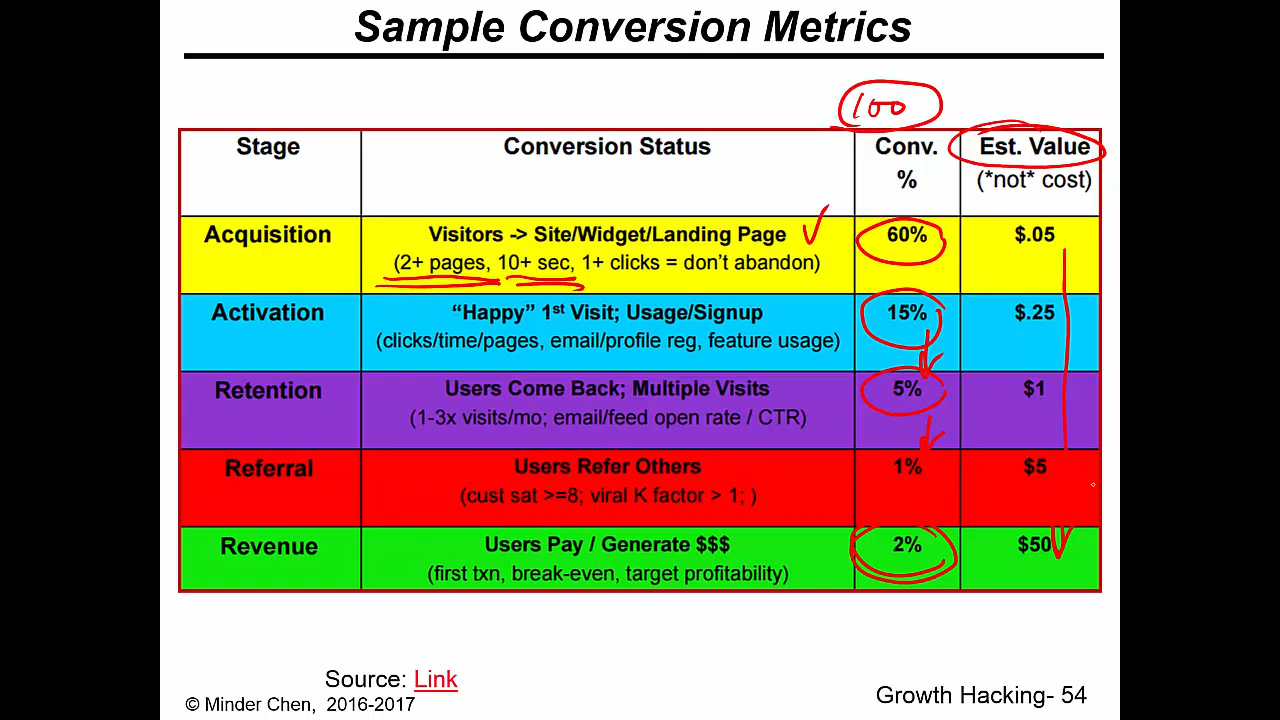 Sample Conversion Metrics
100
Stage
Conversion Status
Conv.
%
Est. Value
(*not* cost)
Acquisition
Visitors -> Site/Widget/Landing Page
(2+ pages, 10+ sec, 1+ clicks = don't abandon)
60%
$.05
Activation
“Happy” 1st Visit; Usage/Signup
(clicks/time/pages, email/profile reg, feature usage)
15%
$.25
Retention
Users Come Back; Multiple Visits
(1-3x visits/mo; email/feed open rate / CTR)
5%
$1
Referral
Users Refer Others
(cust sat >=8; viral K factor > 1; )
1%
$5
Revenue
Users Pay / Generate $$$
(first txn, break-even, target profitability)
2%
$50
Source: Link
© Minder Chen, 2016-2017
Growth Hacking- 54